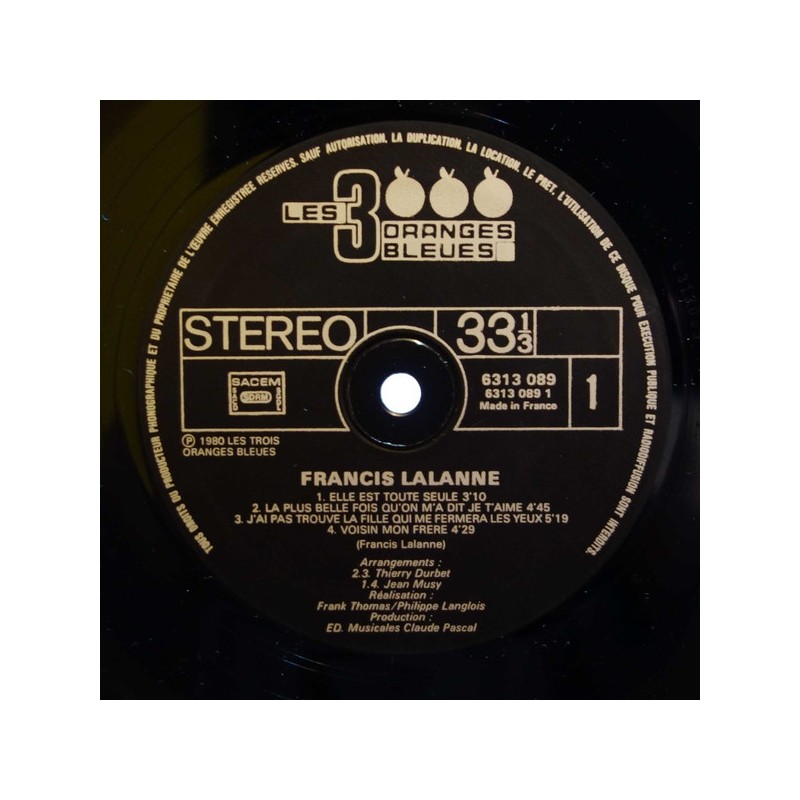 TOUS DROITS DU PRODUCTEUR PHONOGRAPHIQUE ET DU PROPRIETAIRE DE L'ŒUVRE ENREGISTREE RESERVES. SAUF AUTORISATION, LA DUPLICATION, LA LOCATION, LE PRET, L'UTILISATION DE CE DISQUE POUR EXECUTION PUBLIQUE ET RADIODIFFUSION SONT INTERDITS.
LES 3 ORANGES
BLEUES
STEREO 33 1/3
SACEM
SDRM
6313 089
6313 089 1
Made in France
1
Ⓟ 1980 LES TROIS
ORANGES BLEUES
FRANCIS LALANNE
1. ELLE EST TOUTE SEULE 3'10
2. LA PLUS BELLE FOIS QU'ON M'A DIT JE T'AIME 4'45
3. J'AI PAS TROUVE LA FILLE QUI ME FERMERA LES YEUX 5'19
4. VOISIN MON FRERE 4'29
(Francis Lalanne)
Arrangements :
2.3. Thierry Durbet
1.4. Jean Musy
Réalisation :
Frank Thomas/Philippe Langlois
Production :
ED. Musicales Claude Pascal